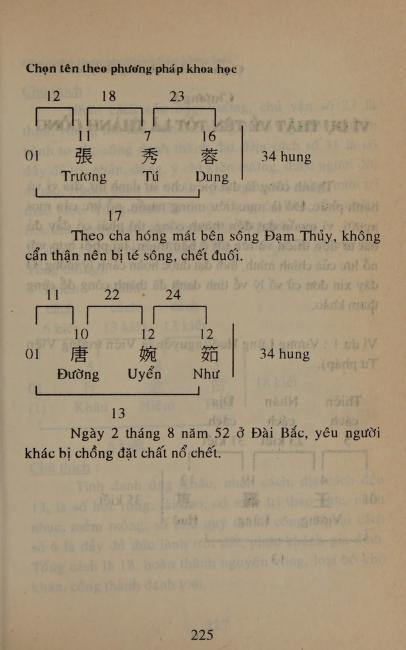 Chọn tên theo phương pháp khoa học
12 18 23
11 7 16
01 張 秀 蓉 34 hung
Trương Tú Dung
17
Theo cha hóng mát bên sông Đạm Thủy, không
cẩn thận nên bị té sông, chết đuối.
11 22 24
10 12 12
01 唐 婉 茹 34 hung
Đường Uyển Như
13
Ngày 2 tháng 8 năm 52 ở Đài Bắc, yêu người
khác bị chồng đặt chất nổ chết.
225